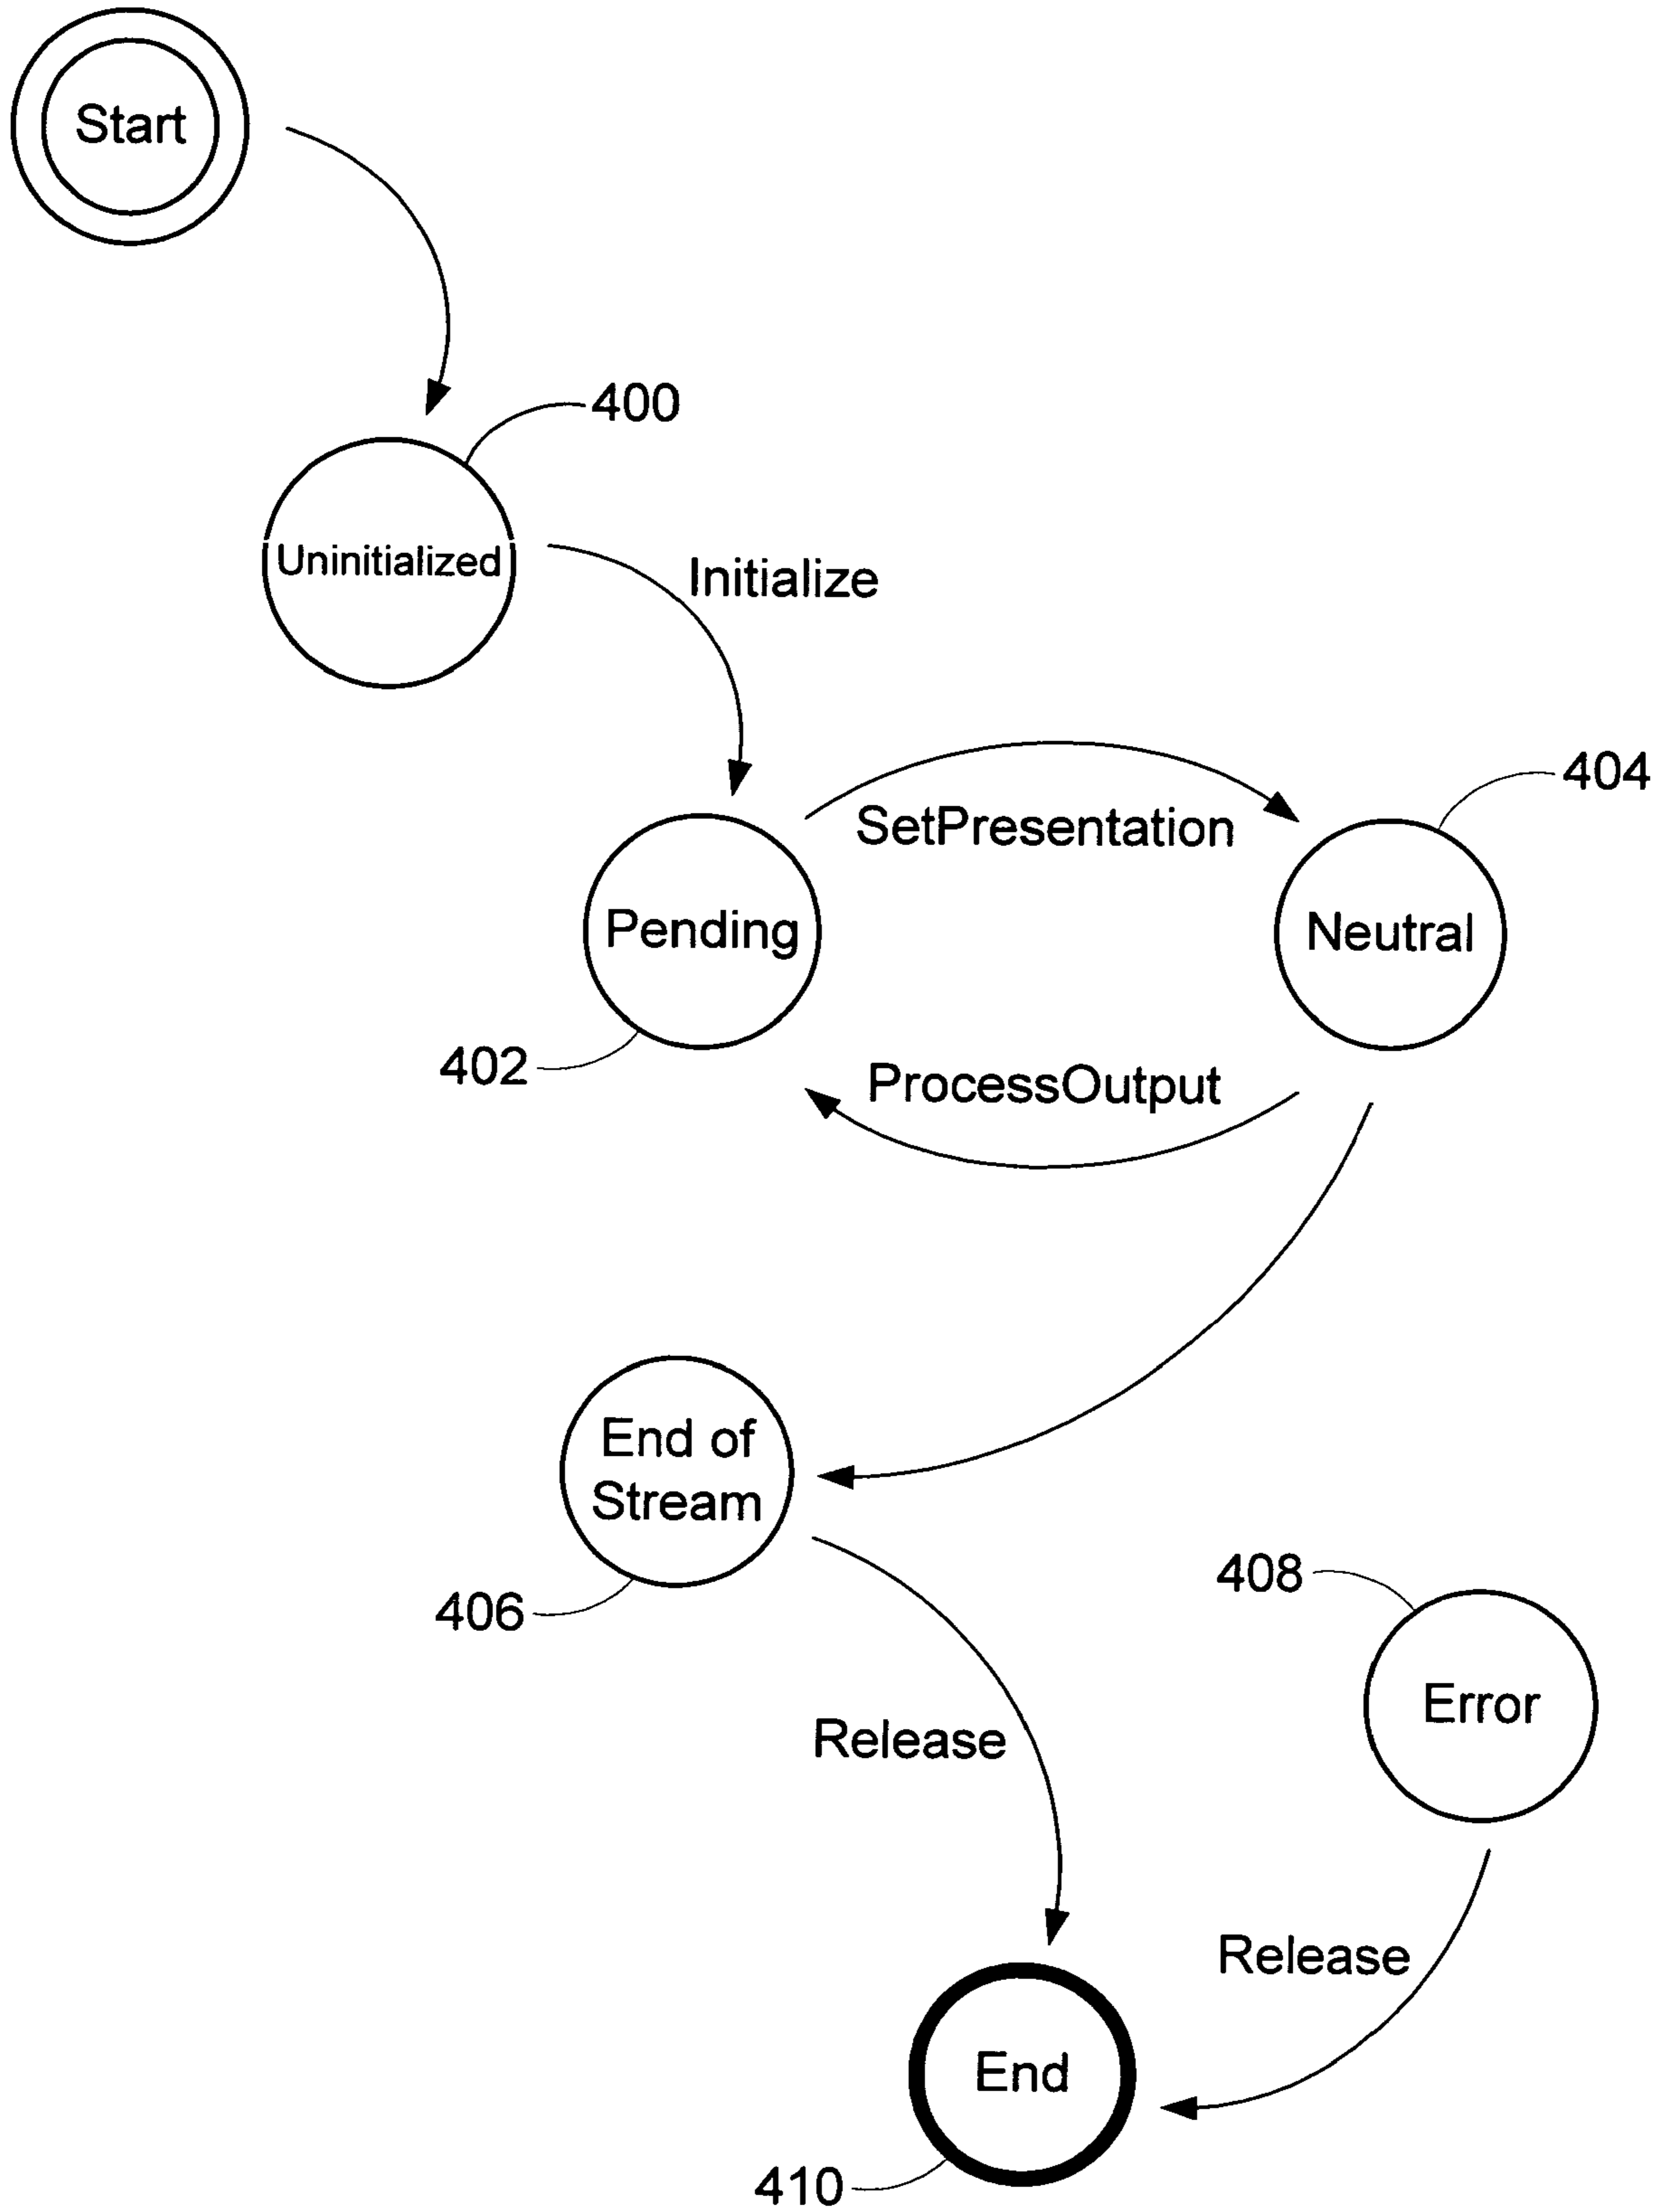 Start
400
Uninitialized
Initialize
404
SetPresentation
Pending
Neutral
402
ProcessOutput
End of
Stream
406
408
Error
Release
Release
End
410